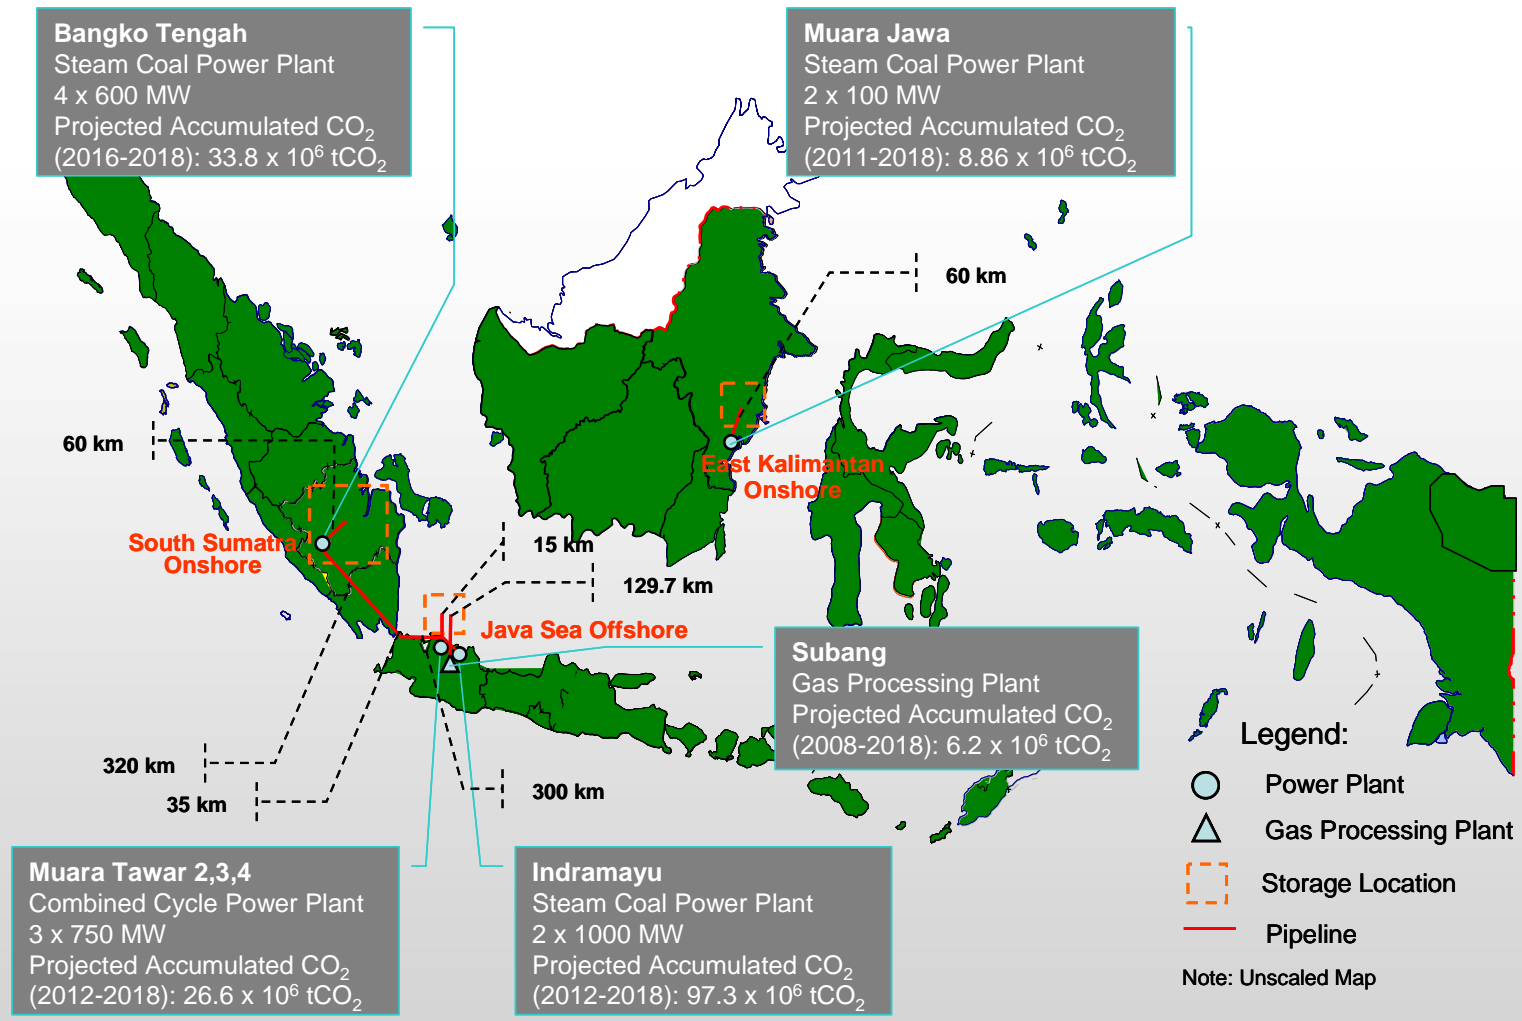 Bangko Tengah
Steam Coal Power Plant
4 x 600 MW
Projected Accumulated CO₂
(2016-2018): 33.8 x 10⁶ tCO₂
Muara Jawa
Steam Coal Power Plant
2 x 100 MW
Projected Accumulated CO₂
(2011-2018): 8.86 x 10⁶ tCO₂
60 km
60 km
East Kalimantan
Onshore
South Sumatra
Onshore
15 km
129.7 km
Java Sea Offshore
Subang
Gas Processing Plant
Projected Accumulated CO₂
(2008-2018): 6.2 x 10⁶ tCO₂
320 km
35 km
300 km
Legend:
Power Plant
Gas Processing Plant
Storage Location
Pipeline
Note: Unscaled Map
Muara Tawar 2,3,4
Combined Cycle Power Plant
3 x 750 MW
Projected Accumulated CO₂
(2012-2018): 26.6 x 10⁶ tCO₂
Indramayu
Steam Coal Power Plant
2 x 1000 MW
Projected Accumulated CO₂
(2012-2018): 97.3 x 10⁶ tCO₂